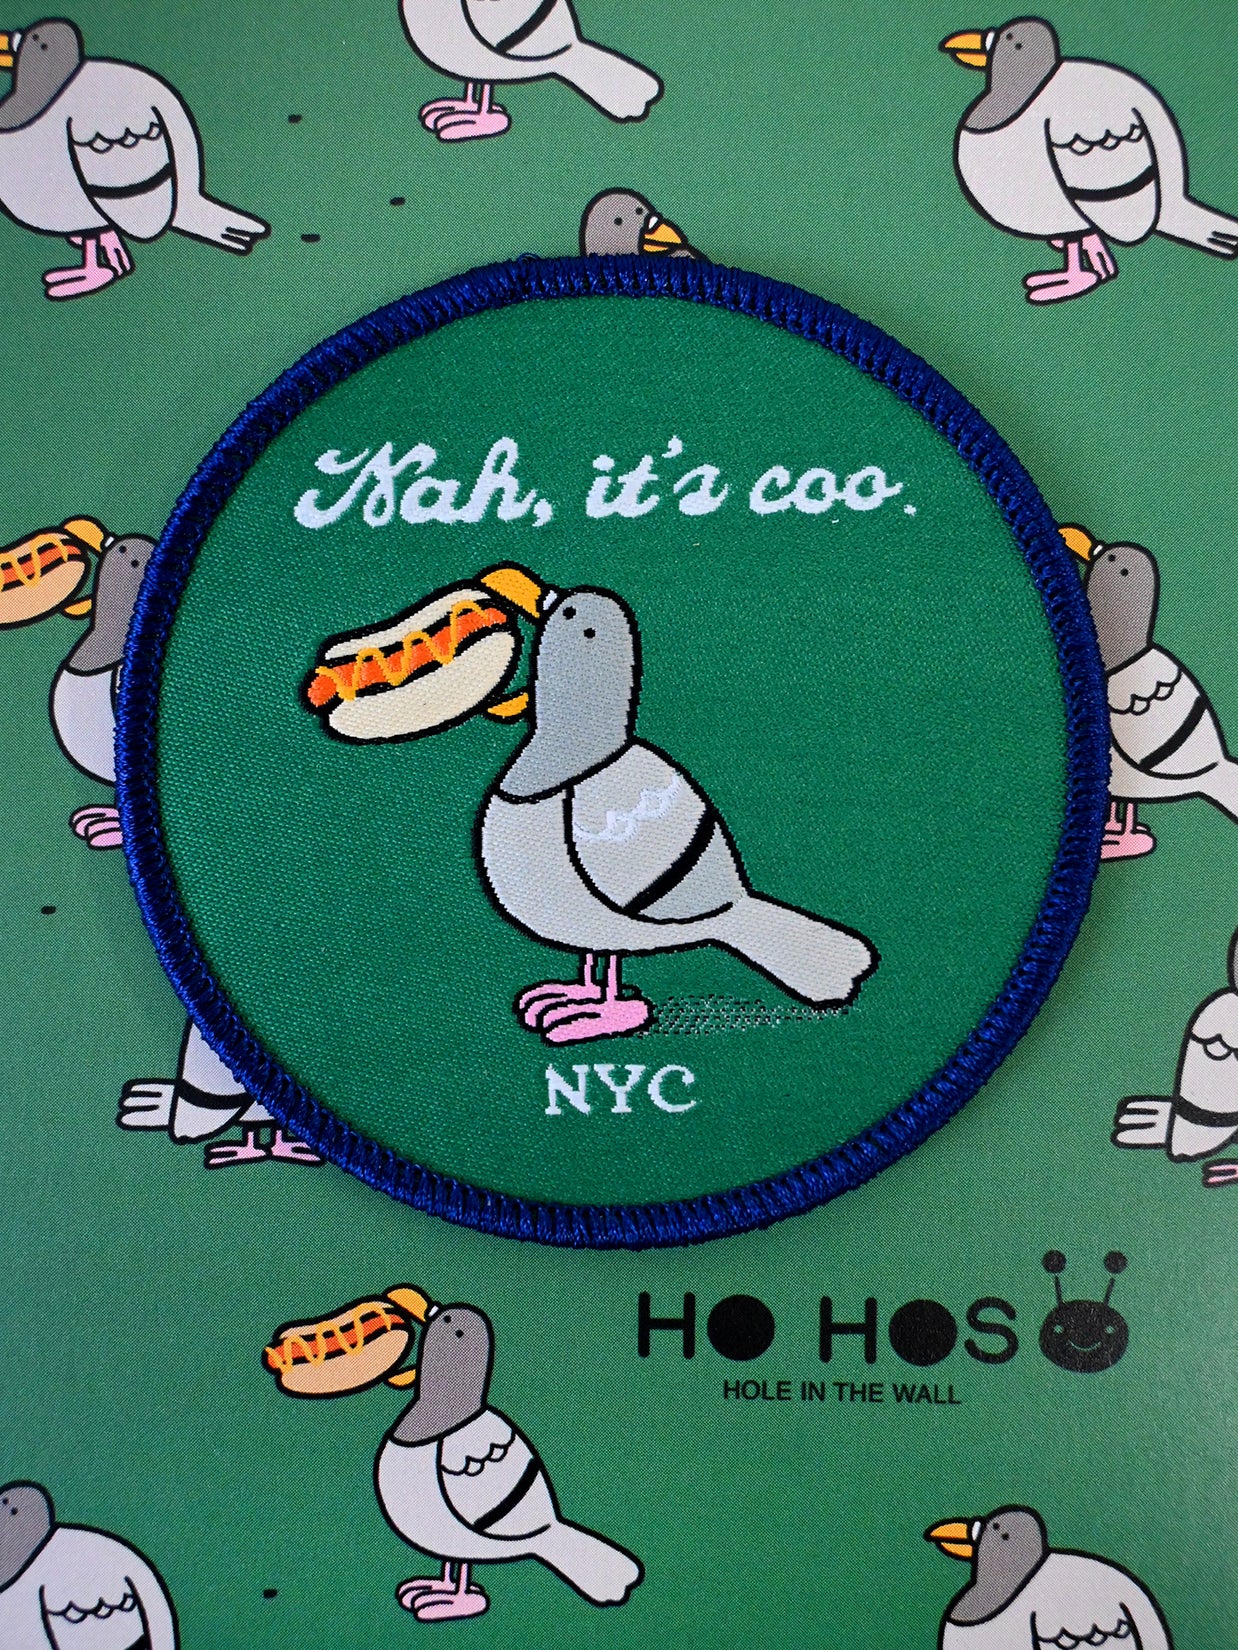 Nah, it's coo.
NYC
HO HOS
HOLE IN THE WALL